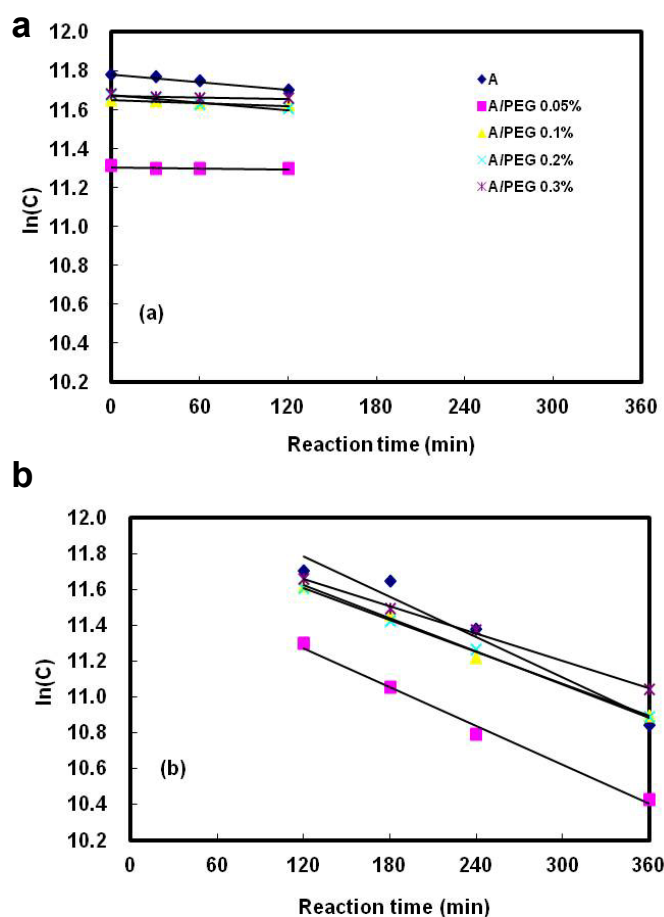 a
12.0
11.8
11.6
11.4
11.2
11.0
10.8
10.6
10.4
10.2
ln(C)
A
A/PEG 0.05%
A/PEG 0.1%
A/PEG 0.2%
A/PEG 0.3%
(a)
0 60 120 180 240 300 360
Reaction time (min)
b
12.0
11.8
11.6
11.4
11.2
11.0
10.8
10.6
10.4
10.2
ln(C)
(b)
0 60 120 180 240 300 360
Reaction time (min)